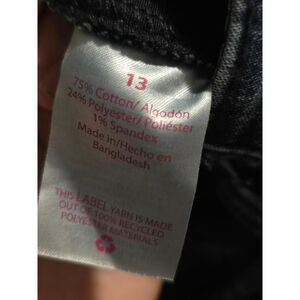 13
75% Cotton/ Algodón
24% Polyester/ Poliéster
1% Spandex
Made in/Hecho en
Bangladesh
THIS LABEL YARN IS MADE
OUT OF 100% RECYCLED
POLYESTER MATERIALS